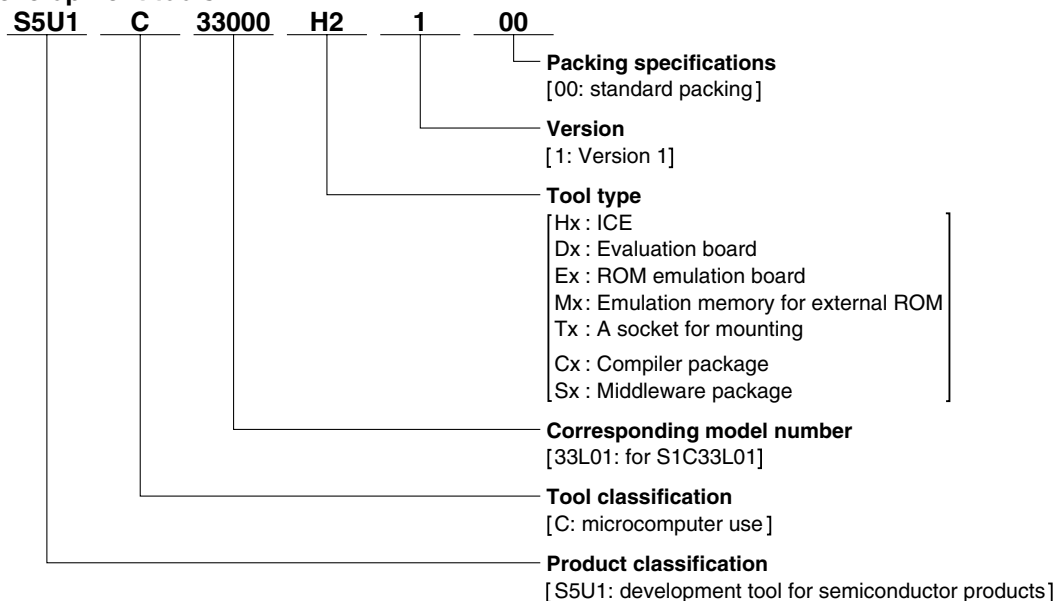 S5U1 C 33000 H2 1 00
Packing specifications
[00: standard packing]
Version
[1: Version 1]
Tool type
[Hx : ICE
Dx : Evaluation board
Ex : ROM emulation board
Mx : Emulation memory for external ROM
Tx : A socket for mounting
Cx : Compiler package
Sx : Middleware package]
Corresponding model number
[33L01: for S1C33L01]
Tool classification
[C: microcomputer use]
Product classification
[S5U1: development tool for semiconductor products]